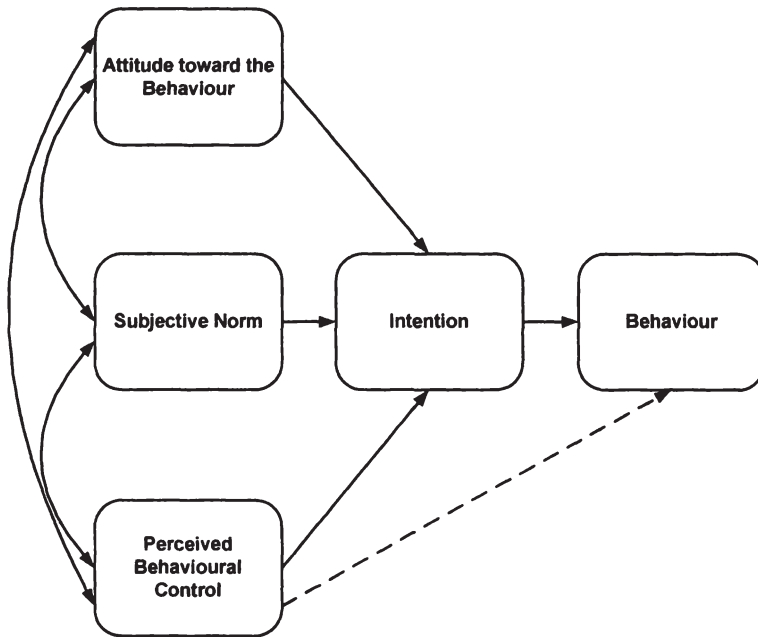 Attitude toward the
Behaviour
Subjective Norm
Intention
Behaviour
Perceived
Behavioural
Control